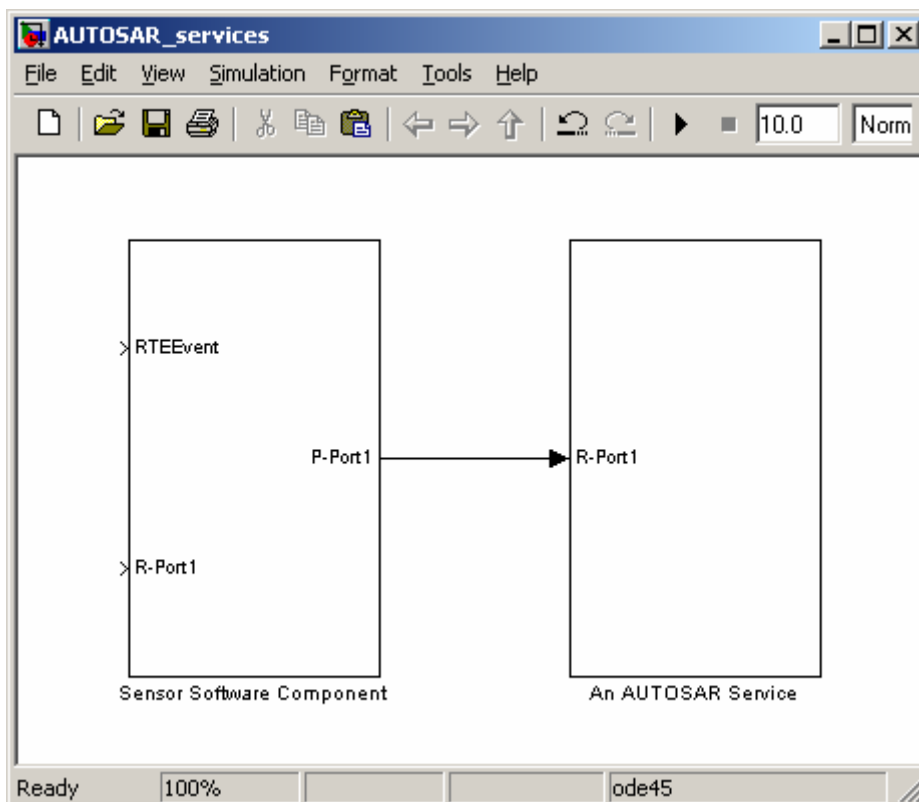 AUTOSAR_services
File Edit View Simulation Format Tools Help
10.0 Norm
RTEEvent
P-Port1 R-Port1
R-Port1
Sensor Software Component An AUTOSAR Service
Ready 100% ode45